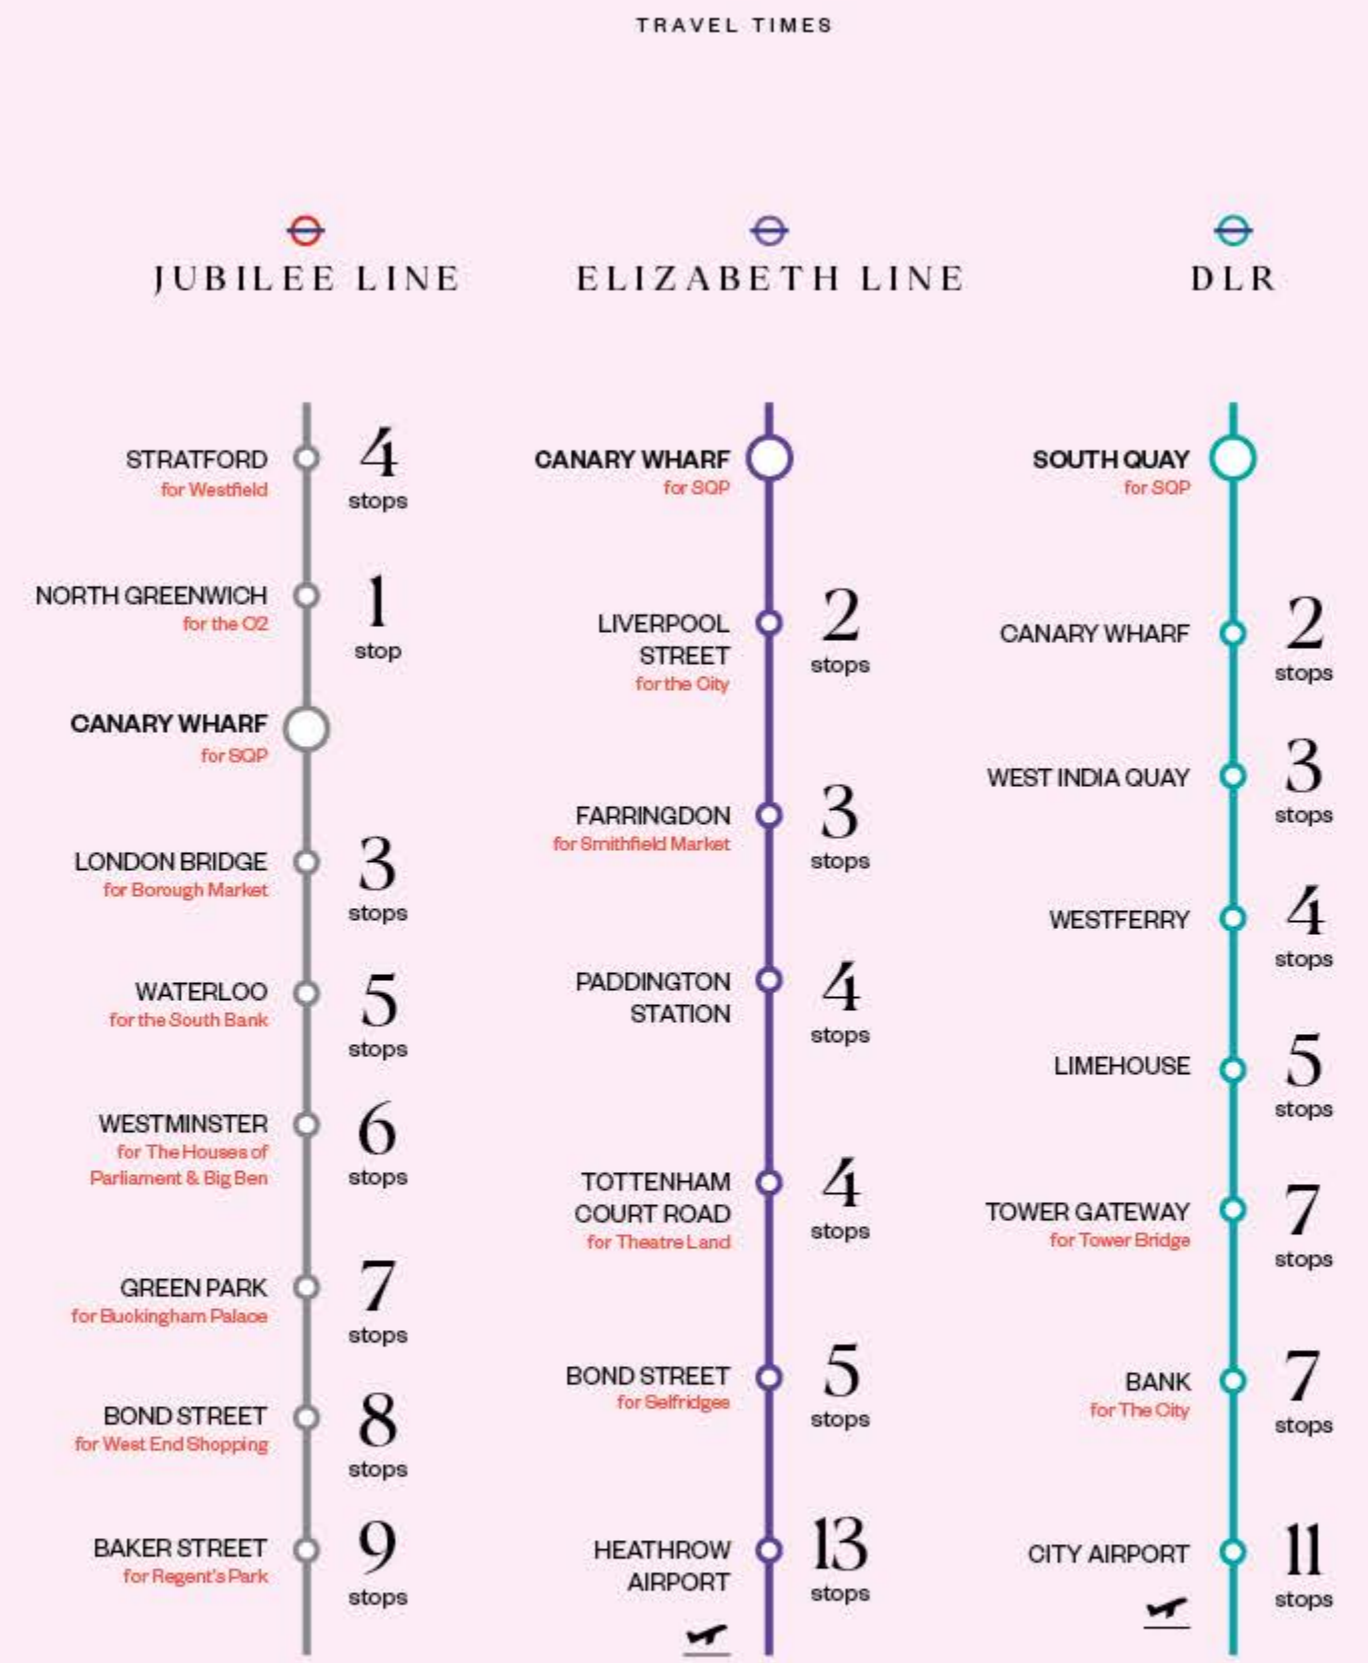 TRAVEL TIMES
JUBILEE LINE
STRATFORD
for Westfield
4
stops
NORTH GREENWICH
for the O2
1
stop
CANARY WHARF
for SQP
LONDON BRIDGE
for Borough Market
3
stops
WATERLOO
for the South Bank
5
stops
WESTMINSTER
for The Houses of
Parliament & Big Ben
6
stops
GREEN PARK
for Buckingham Palace
7
stops
BOND STREET
for West End Shopping
8
stops
BAKER STREET
for Regent's Park
9
stops
ELIZABETH LINE
CANARY WHARF
for SQP
LIVERPOOL
STREET
for the City
2
stops
FARRINGDON
for Smithfield Market
3
stops
PADDINGTON
STATION
4
stops
TOTTENHAM
COURT ROAD
for Theatre Land
4
stops
BOND STREET
for Selfridges
5
stops
HEATHROW
AIRPORT
13
stops
DLR
SOUTH QUAY
for SQP
CANARY WHARF
2
stops
WEST INDIA QUAY
3
stops
WESTFERRY
4
stops
LIMEHOUSE
5
stops
TOWER GATEWAY
for Tower Bridge
7
stops
BANK
for The City
7
stops
CITY AIRPORT
11
stops